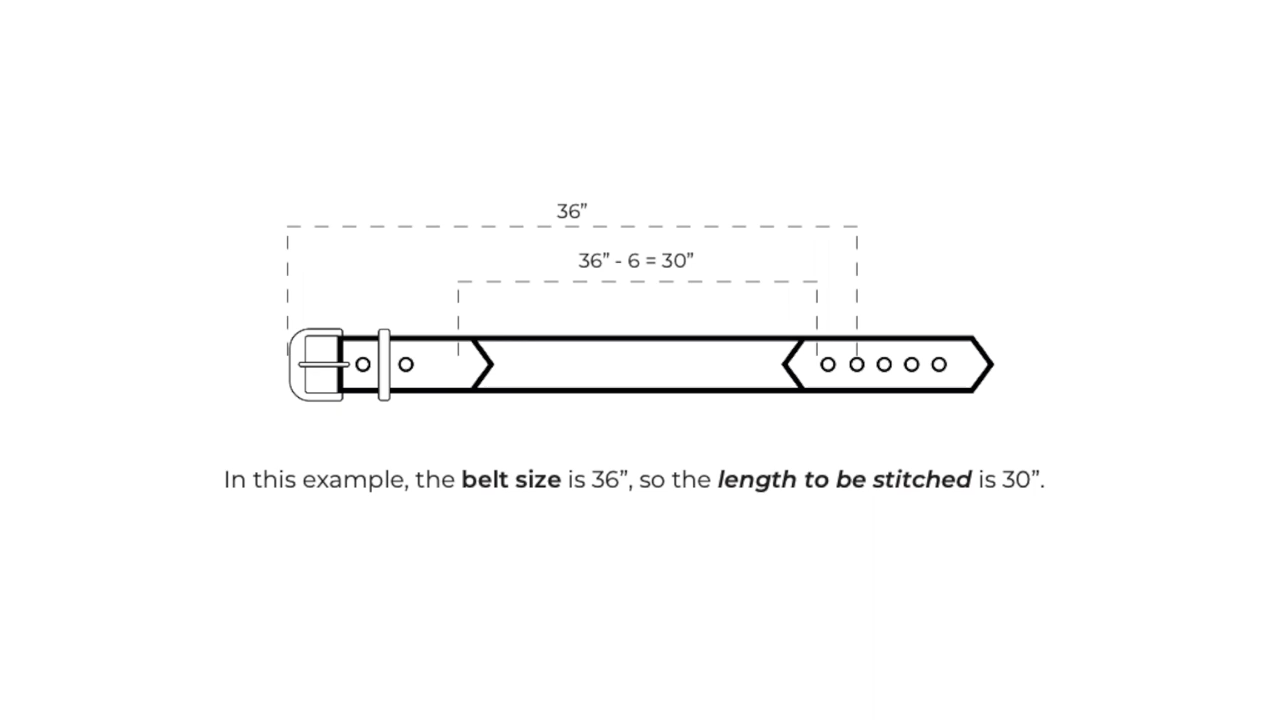 36”
36” - 6 = 30”
In this example, the belt size is 36”, so the length to be stitched is 30”.